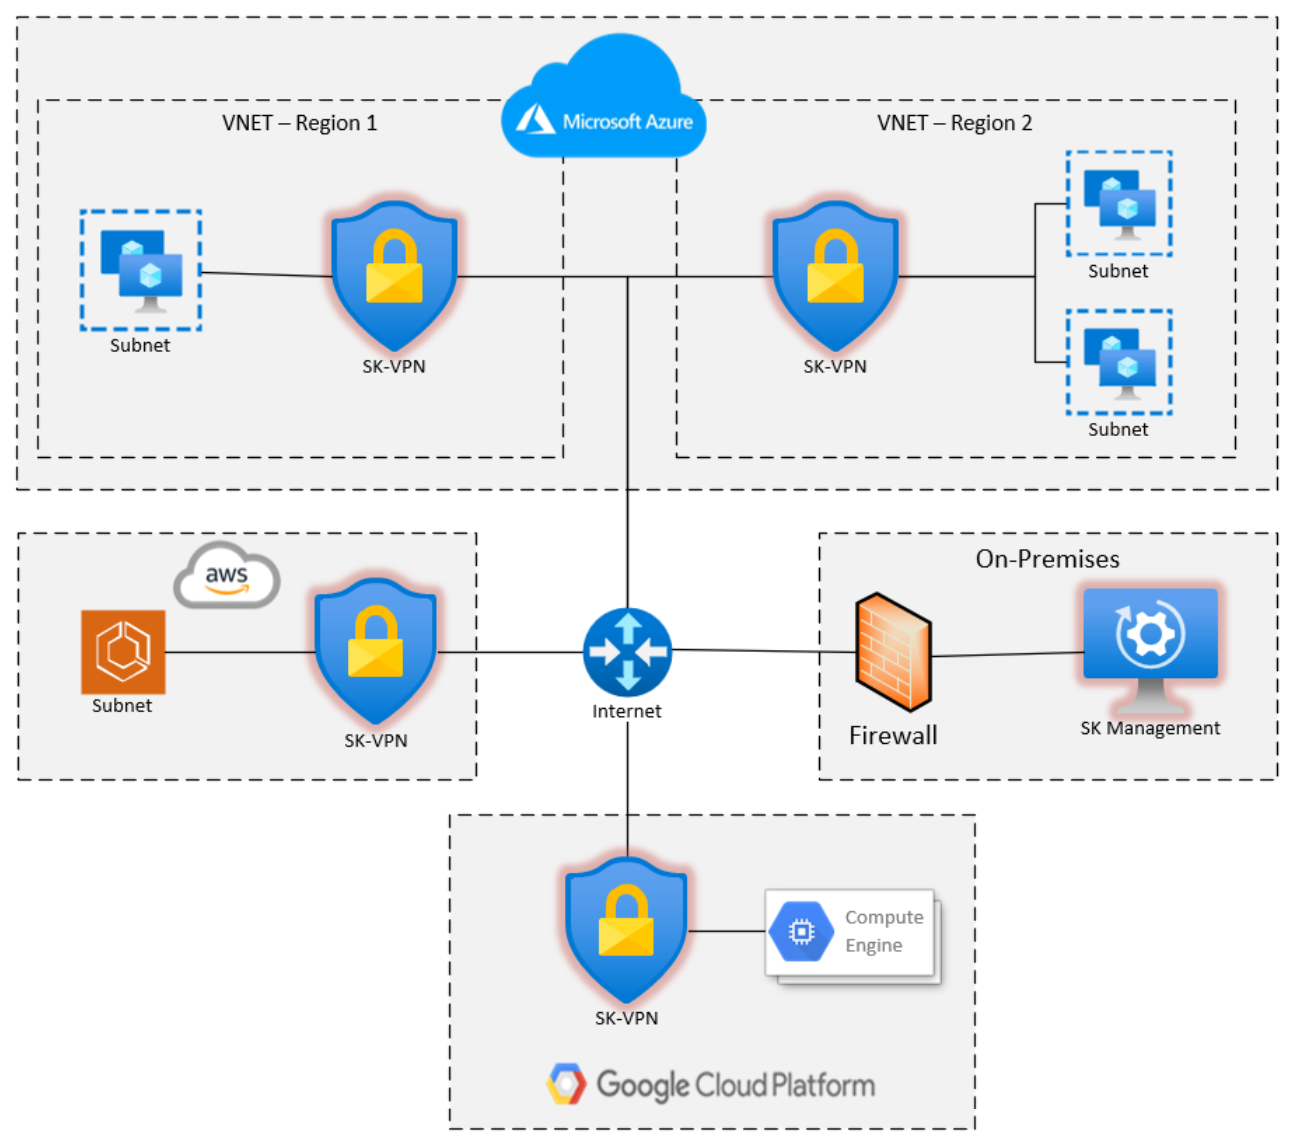 Microsoft Azure
VNET – Region 1
VNET – Region 2
Subnet
SK-VPN
SK-VPN
Subnet
Subnet
aws
On-Premises
Subnet
SK-VPN
Internet
Firewall
SK Management
Compute
Engine
SK-VPN
Google Cloud Platform